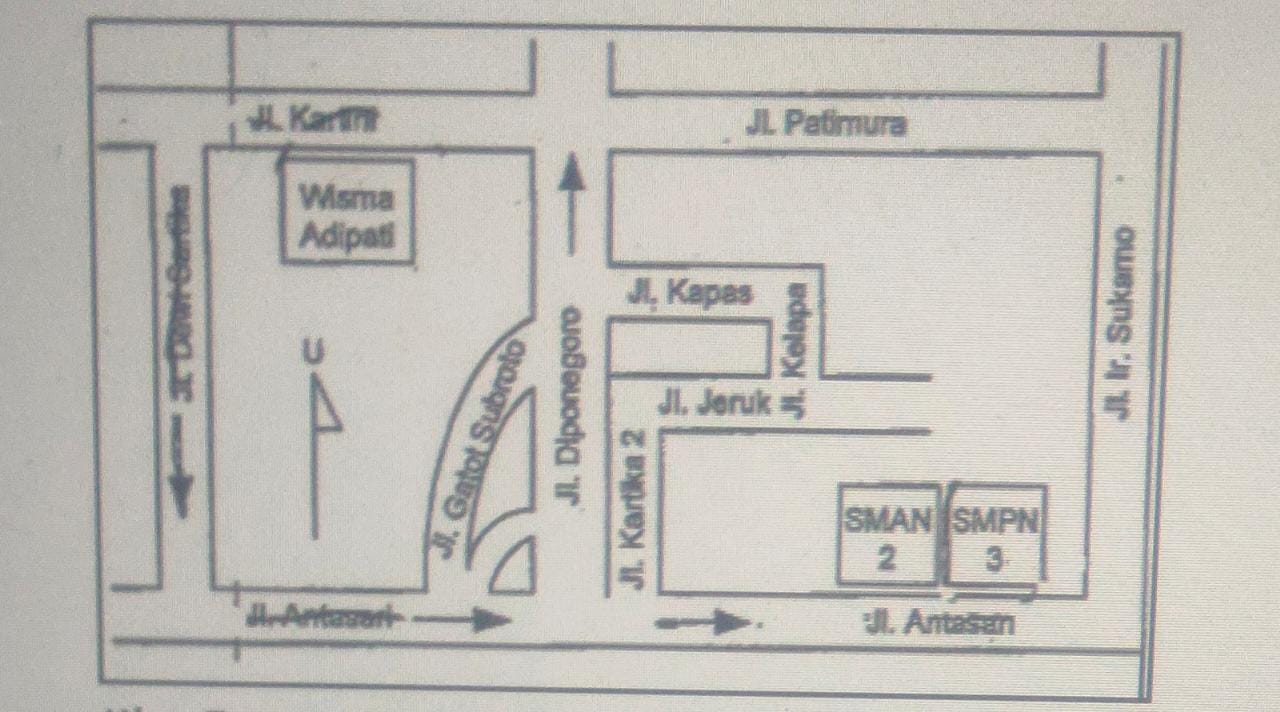 Jl. Kartini
Jl. Patimura
Wisma
Adipati
Jl. Dewi Sartika
U
Jl. Gatot Subroto
Jl. Diponegoro
Jl. Kapas
Jl. Kelapa
Jl. Jeruk
Jl. Kartika 2
Jl. Ir. Sukarno
SMAN
2
SMPN
3
Jl. Antasari
Jl. Antasan